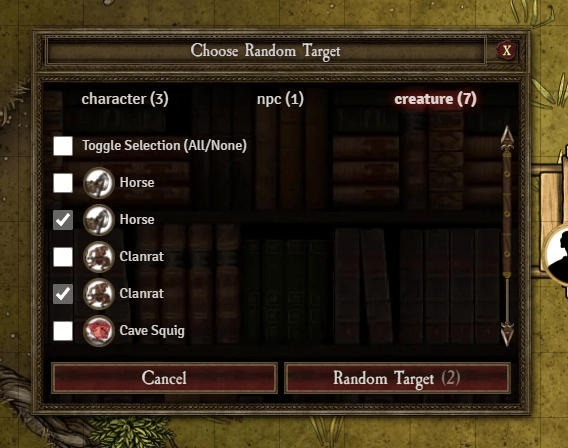 Choose Random Target
X
character (3) npc (1) creature (7)
Toggle Selection (All/None)
Horse
Horse
Clanrat
Clanrat
Cave Squig
Cancel Random Target (2)